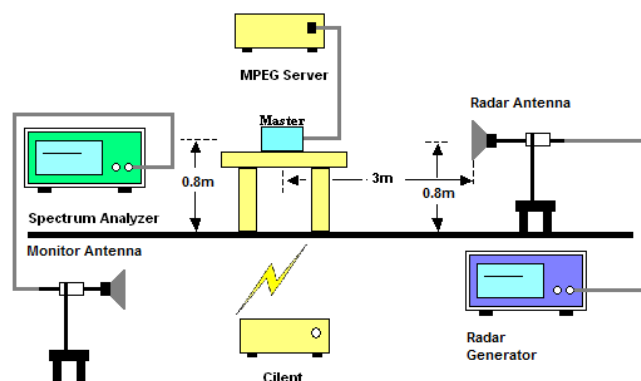 MPEG Server
Master
Radar Antenna
0.8m
3m
0.8m
Spectrum Analyzer
Monitor Antenna
Radar
Generator
Cilent